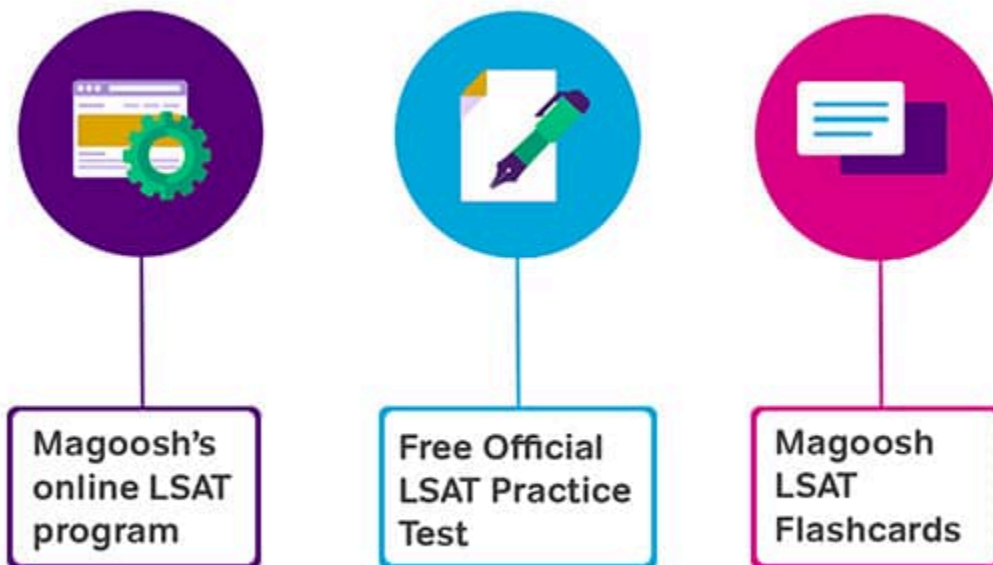 Magoosh's
online LSAT
program
Free Official
LSAT Practice
Test
Magoosh
LSAT
Flashcards